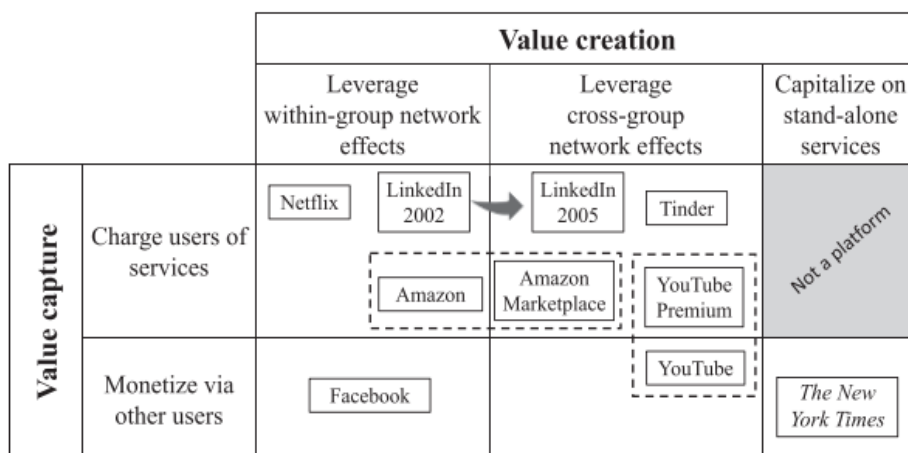 Value creation
Leverage
within-group network
effects
Leverage
cross-group
network effects
Capitalize on
stand-alone
services
Value capture
Charge users of
services
Netflix
LinkedIn
2002
LinkedIn
2005
Tinder
Amazon
Amazon
Marketplace
YouTube
Premium
Not a platform
Monetize via
other users
Facebook
YouTube
The New
York Times